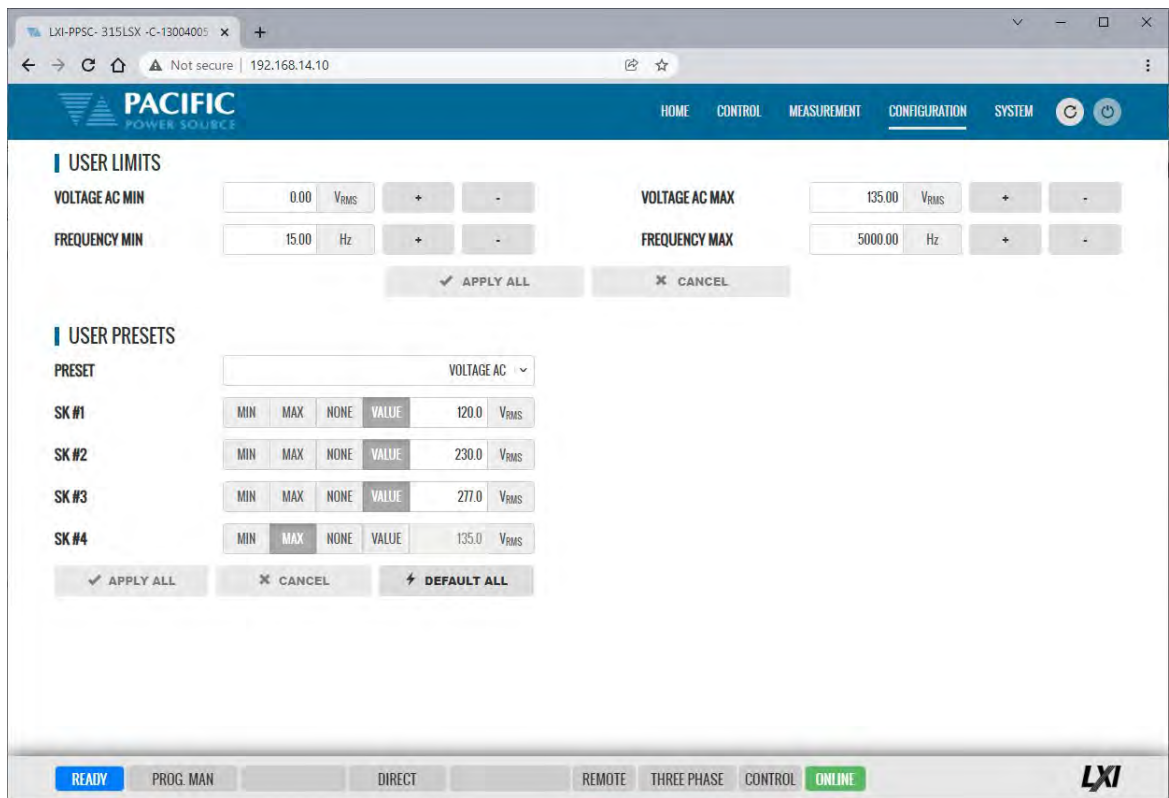 LXI-PPSC- 315LSX -C-13004005
Not secure | 192.168.14.10
PACIFIC
POWER SOURCE
HOME CONTROL MEASUREMENT CONFIGURATION SYSTEM
USER LIMITS
VOLTAGE AC MIN 0.00 VRMS + - VOLTAGE AC MAX 135.00 VRMS + -
FREQUENCY MIN 15.00 Hz + - FREQUENCY MAX 5000.00 Hz + -
APPLY ALL CANCEL
USER PRESETS
PRESET VOLTAGE AC
SK #1 MIN MAX NONE VALUE 120.0 VRMS
SK #2 MIN MAX NONE VALUE 230.0 VRMS
SK #3 MIN MAX NONE VALUE 277.0 VRMS
SK #4 MIN MAX NONE VALUE 135.0 VRMS
APPLY ALL CANCEL DEFAULT ALL
READY PROG. MAN DIRECT REMOTE THREE PHASE CONTROL ONLINE LXI